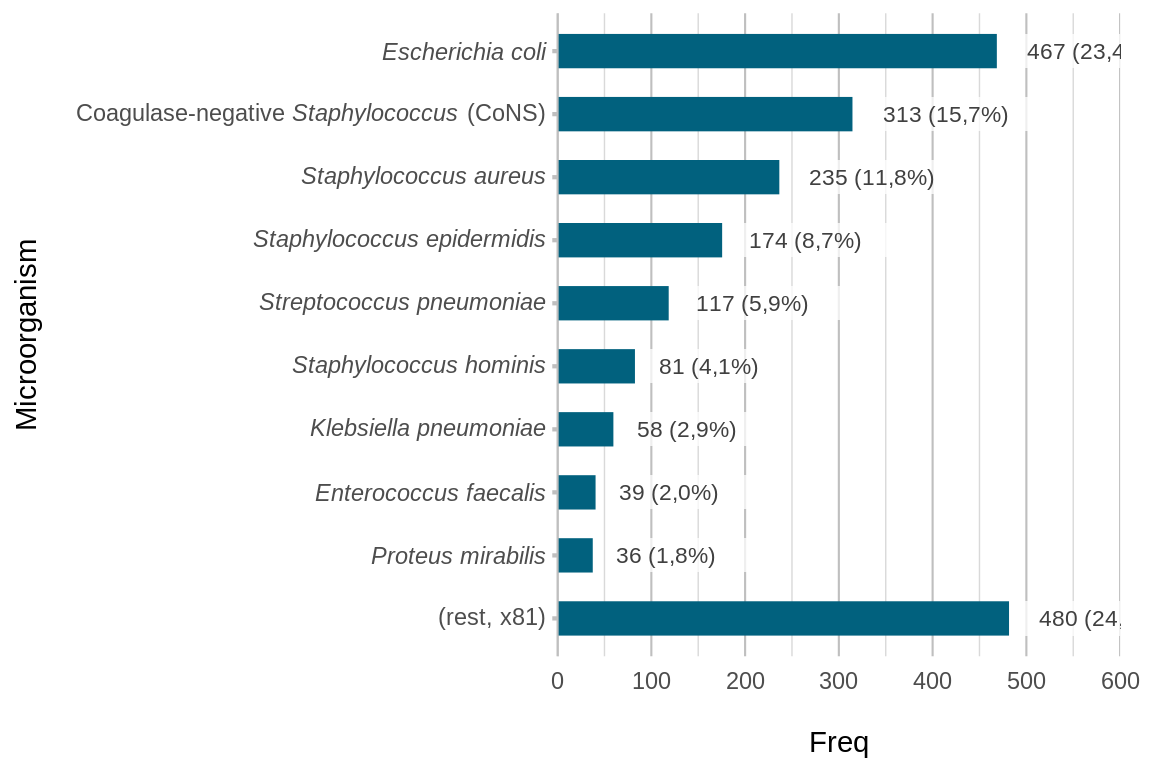 Escherichia coli 467 (23,4
Coagulase-negative Staphylococcus (CoNS) 313 (15,7%)
Staphylococcus aureus 235 (11,8%)
Staphylococcus epidermidis 174 (8,7%)
Streptococcus pneumoniae 117 (5,9%)
Staphylococcus hominis 81 (4,1%)
Klebsiella pneumoniae 58 (2,9%)
Enterococcus faecalis 39 (2,0%)
Proteus mirabilis 36 (1,8%)
(rest, x81) 480 (24,
Microorganism
0 100 200 300 400 500 600
Freq